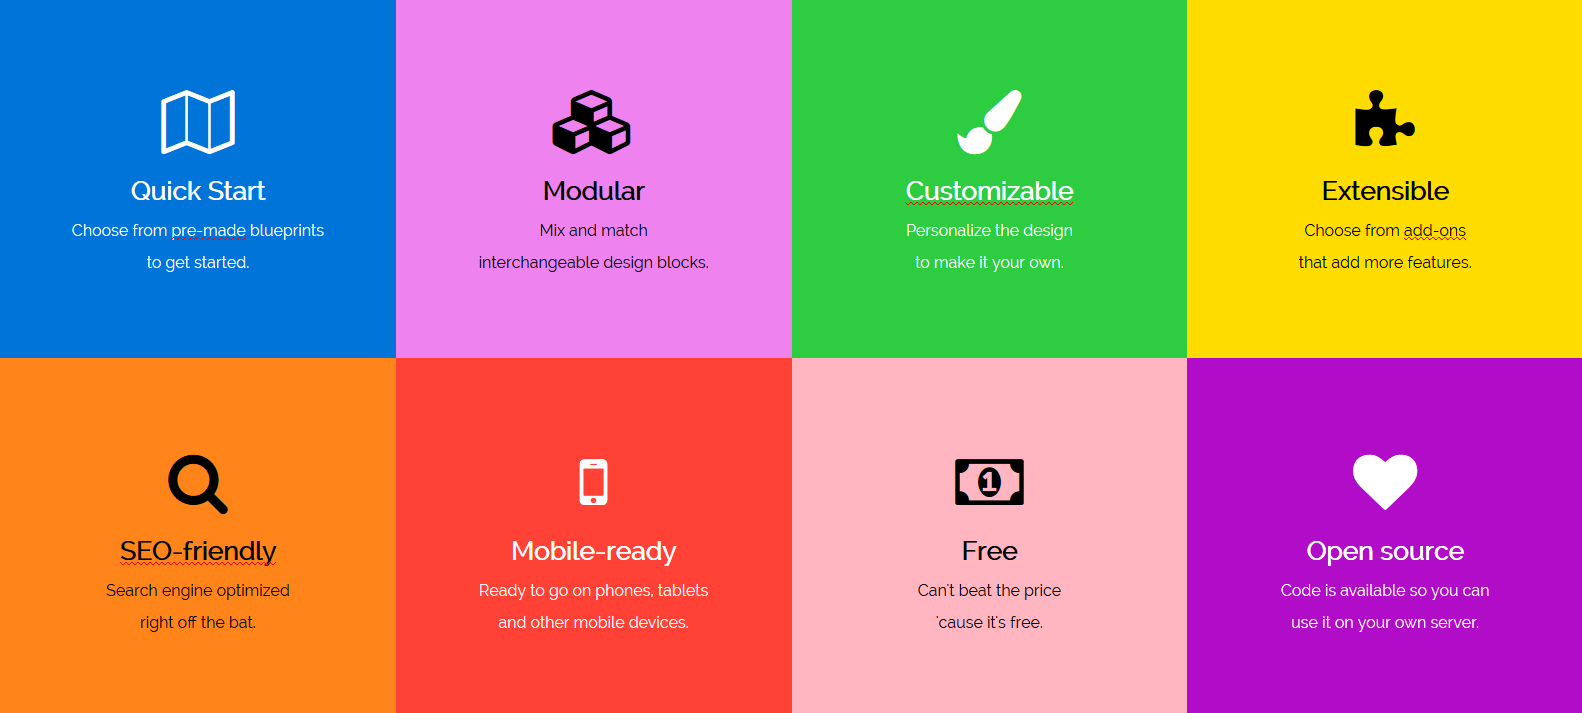 Quick Start
Choose from pre-made blueprints
to get started.
Modular
Mix and match
interchangeable design blocks.
Customizable
Personalize the design
to make it your own.
Extensible
Choose from add-ons
that add more features.
SEO-friendly
Search engine optimized
right off the bat.
Mobile-ready
Ready to go on phones, tablets
and other mobile devices.
1
Free
Can't beat the price
'cause it's free.
Open source
Code is available so you can
use it on your own server.